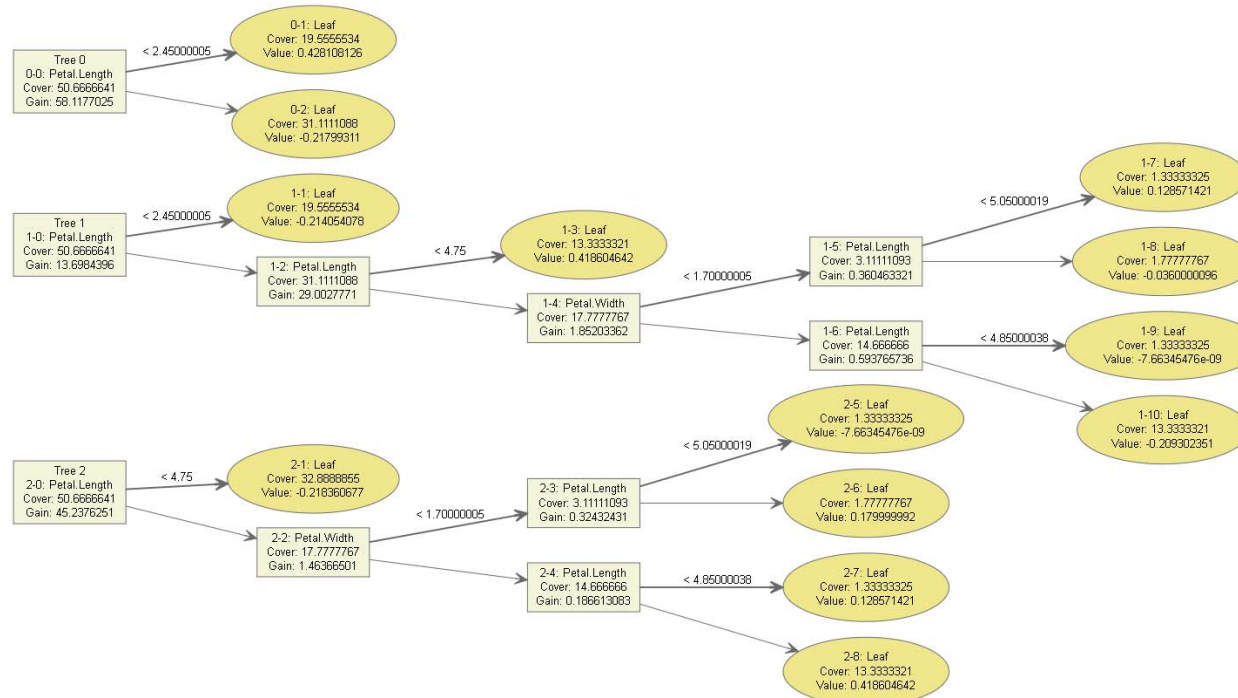 Tree 0
0-0: Petal.Length
Cover: 50.6666641
Gain: 58.1177025
< 2.45000005
0-1: Leaf
Cover: 19.5555534
Value: 0.428108126
0-2: Leaf
Cover: 31.1111088
Value: -0.21799311
Tree 1
1-0: Petal.Length
Cover: 50.6666641
Gain: 13.6984396
< 2.45000005
1-1: Leaf
Cover: 19.5555534
Value: -0.214054078
1-2: Petal.Length
Cover: 31.1111088
Gain: 29.0027771
< 4.75
1-3: Leaf
Cover: 13.3333321
Value: 0.418604642
1-4: Petal.Width
Cover: 17.7777767
Gain: 1.85203362
< 1.70000005
1-5: Petal.Length
Cover: 3.11111093
Gain: 0.360463321
< 5.05000019
1-7: Leaf
Cover: 1.33333325
Value: 0.128571421
1-8: Leaf
Cover: 1.77777767
Value: -0.0360000096
1-6: Petal.Length
Cover: 14.666666
Gain: 0.593765736
< 4.85000038
1-9: Leaf
Cover: 1.33333325
Value: -7.66345476e-09
1-10: Leaf
Cover: 13.3333321
Value: -0.209302351
Tree 2
2-0: Petal.Length
Cover: 50.6666641
Gain: 45.2376251
< 4.75
2-1: Leaf
Cover: 32.8888855
Value: -0.218360677
2-2: Petal.Width
Cover: 17.7777767
Gain: 1.46366501
< 1.70000005
2-3: Petal.Length
Cover: 3.11111093
Gain: 0.32432431
< 5.05000019
2-5: Leaf
Cover: 1.33333325
Value: -7.66345476e-09
2-6: Leaf
Cover: 1.77777767
Value: 0.179999992
2-4: Petal.Length
Cover: 14.666666
Gain: 0.186613083
< 4.85000038
2-7: Leaf
Cover: 1.33333325
Value: 0.128571421
2-8: Leaf
Cover: 13.3333321
Value: 0.418604642